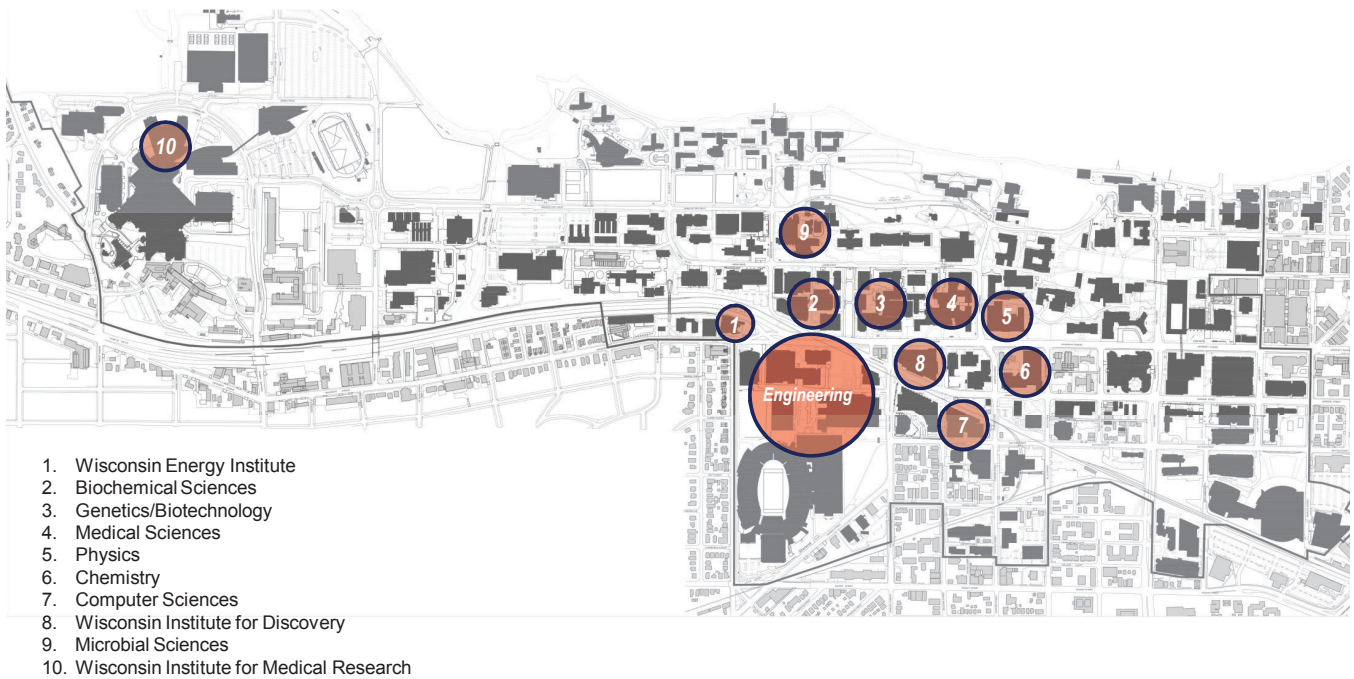 10
9
2
3
4
5
1
8
6
Engineering
7
1. Wisconsin Energy Institute
2. Biochemical Sciences
3. Genetics/Biotechnology
4. Medical Sciences
5. Physics
6. Chemistry
7. Computer Sciences
8. Wisconsin Institute for Discovery
9. Microbial Sciences
10. Wisconsin Institute for Medical Research